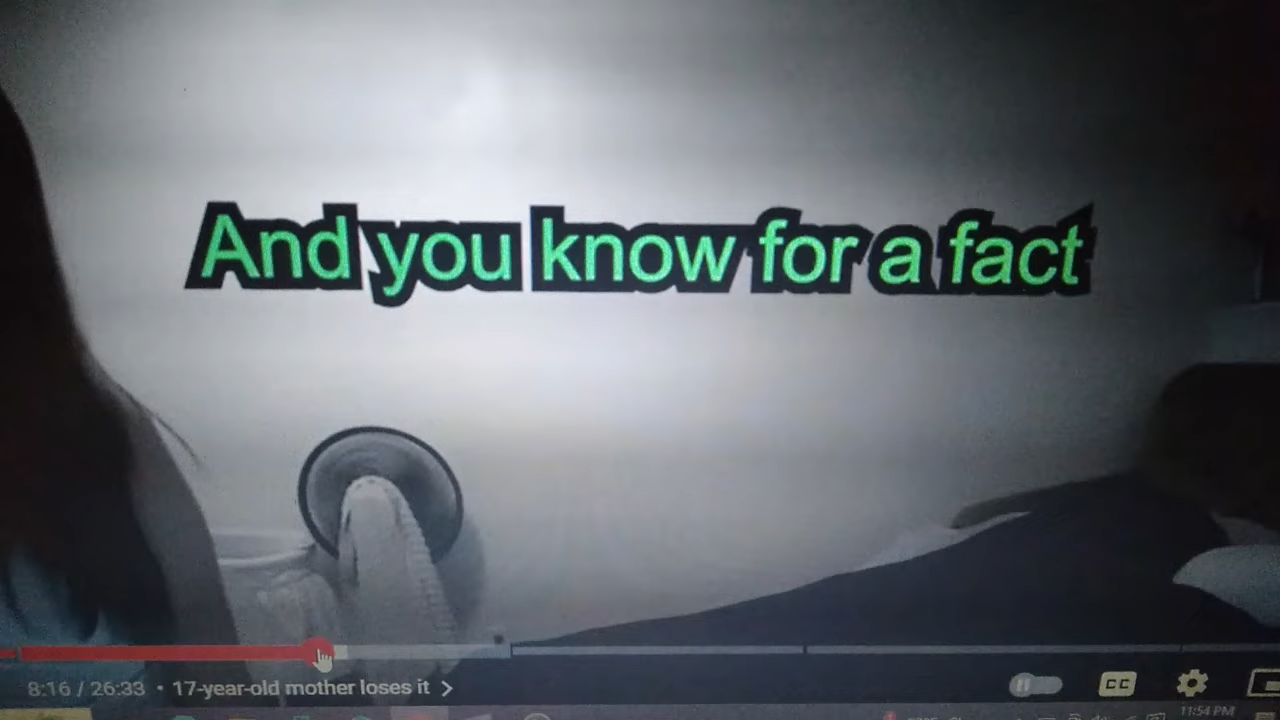 And you know for a fact
8:16 / 26:33 • 17-year-old mother loses it >
CC
11:54 PM